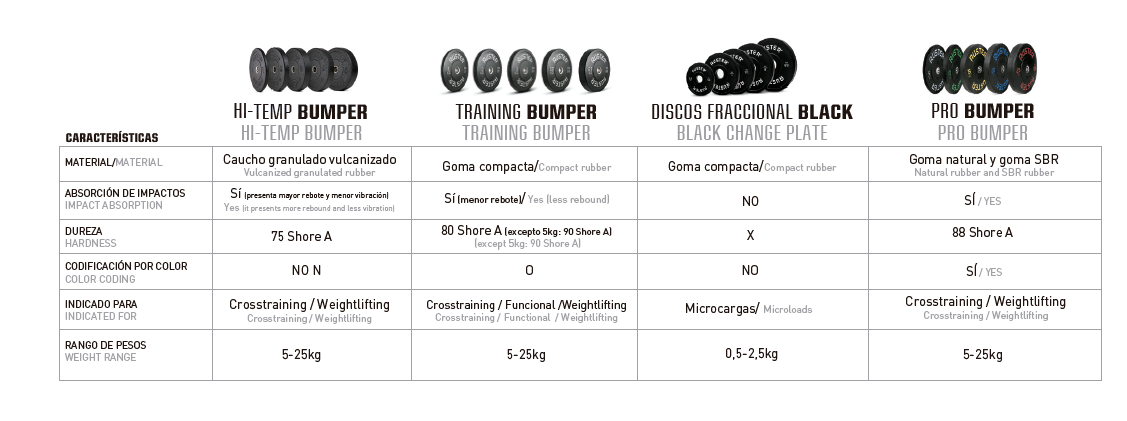 HI-TEMP BUMPER
HI-TEMP BUMPER
TRAINING BUMPER
TRAINING BUMPER
DISCOS FRACCIONAL BLACK
BLACK CHANGE PLATE
PRO BUMPER
PRO BUMPER
CARACTERÍSTICAS
MATERIAL/MATERIAL
Caucho granulado vulcanizado
Vulcanized granulated rubber
Goma compacta/Compact rubber
Goma compacta/Compact rubber
Goma natural y goma SBR
Natural rubber and SBR rubber
ABSORCIÓN DE IMPACTOS
IMPACT ABSORPTION
Sí (presenta mayor rebote y menor vibración)
Yes (it presents more rebound and less vibration)
Sí (menor rebote)/ Yes (less rebound)
NO
SÍ / YES
DUREZA
HARDNESS
75 Shore A
80 Shore A (excepto 5kg: 90 Shore A)
(except 5kg: 90 Shore A)
X
88 Shore A
CODIFICACIÓN POR COLOR
COLOR CODING
NO N
O
NO
SÍ / YES
INDICADO PARA
INDICATED FOR
Crosstraining / Weightlifting
Crosstraining / Weightlifting
Crosstraining / Funcional /Weightlifting
Crosstraining / Functional / Weightlifting
Microcargas/ Microloads
Crosstraining / Weightlifting
Crosstraining / Weightlifting
RANGO DE PESOS
WEIGHT RANGE
5-25kg
5-25kg
0,5-2,5kg
5-25kg